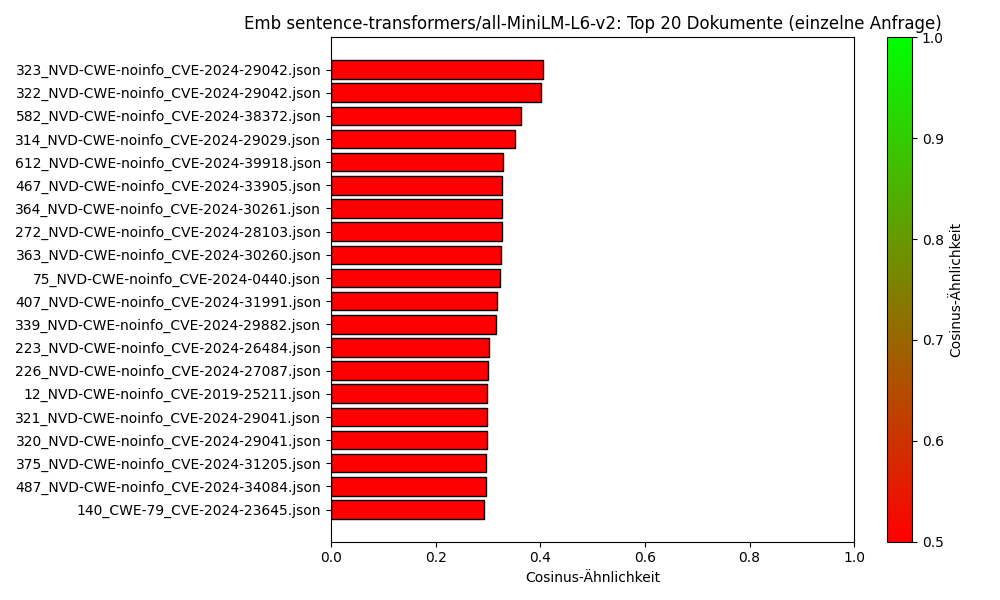 Emb sentence-transformers/all-MiniLM-L6-v2: Top 20 Dokumente (einzelne Anfrage)
323_NVD-CWE-noinfo_CVE-2024-29042.json
322_NVD-CWE-noinfo_CVE-2024-29042.json
582_NVD-CWE-noinfo_CVE-2024-38372.json
314_NVD-CWE-noinfo_CVE-2024-29029.json
612_NVD-CWE-noinfo_CVE-2024-39918.json
467_NVD-CWE-noinfo_CVE-2024-33905.json
364_NVD-CWE-noinfo_CVE-2024-30261.json
272_NVD-CWE-noinfo_CVE-2024-28103.json
363_NVD-CWE-noinfo_CVE-2024-30260.json
75_NVD-CWE-noinfo_CVE-2024-0440.json
407_NVD-CWE-noinfo_CVE-2024-31991.json
339_NVD-CWE-noinfo_CVE-2024-29882.json
223_NVD-CWE-noinfo_CVE-2024-26484.json
226_NVD-CWE-noinfo_CVE-2024-27087.json
12_NVD-CWE-noinfo_CVE-2019-25211.json
321_NVD-CWE-noinfo_CVE-2024-29041.json
320_NVD-CWE-noinfo_CVE-2024-29041.json
375_NVD-CWE-noinfo_CVE-2024-31205.json
487_NVD-CWE-noinfo_CVE-2024-34084.json
140_CWE-79_CVE-2024-23645.json
0.0 0.2 0.4 0.6 0.8 1.0
Cosinus-Ähnlichkeit
1.0
0.9
0.8
0.7
0.6
0.5
Cosinus-Ähnlichkeit